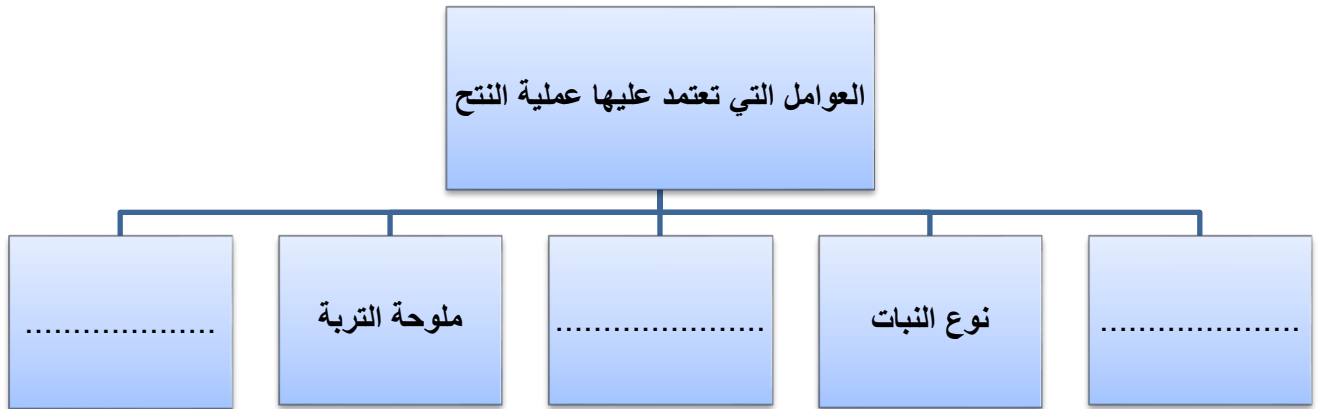 العوامل التي تعتمد عليها عملية النتح
.....................
نوع النبات
......................
ملوحة التربة
....................